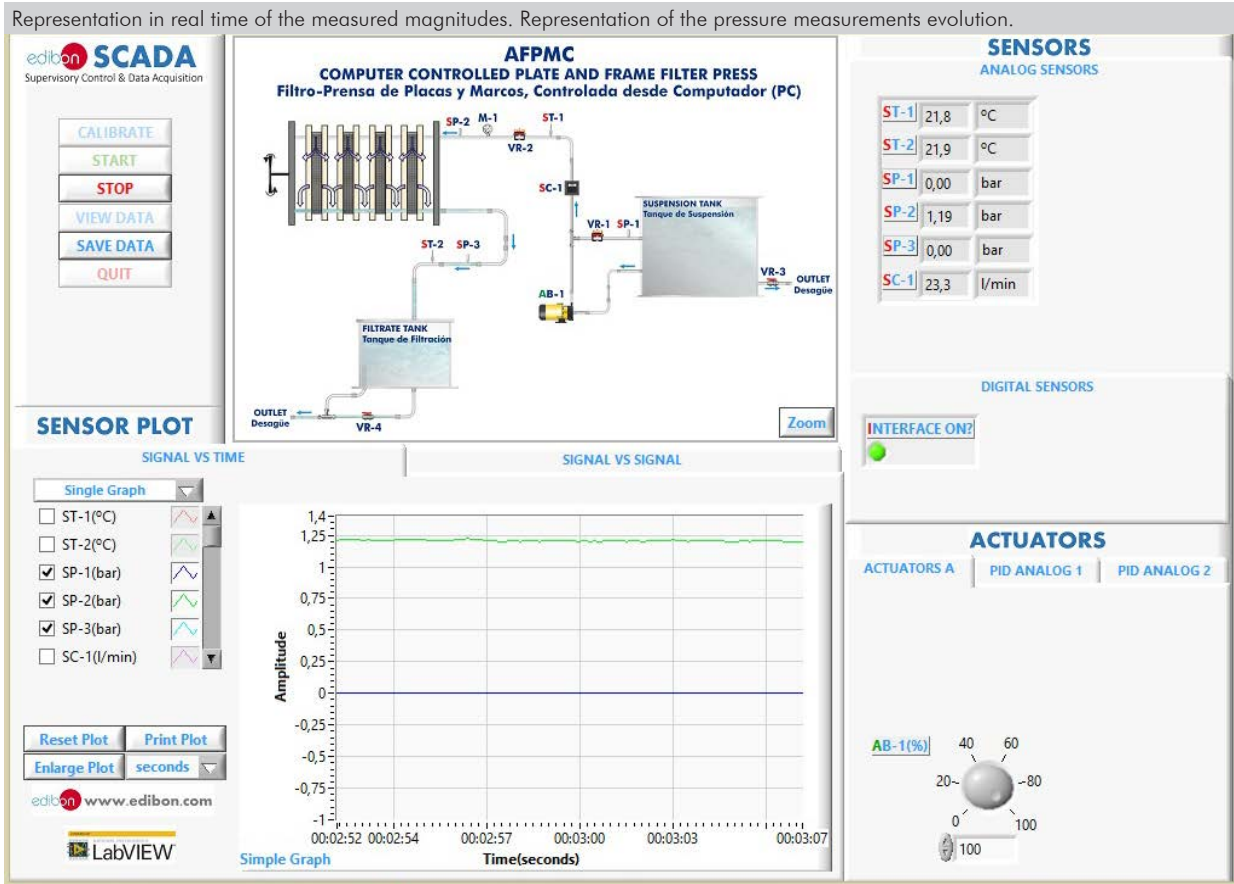 Representation in real time of the measured magnitudes. Representation of the pressure measurements evolution.
edibon SCADA
Supervisory Control & Data Acquisition
CALIBRATE
START
STOP
VIEW DATA
SAVE DATA
QUIT
AFPMC
COMPUTER CONTROLLED PLATE AND FRAME FILTER PRESS
Filtro-Prensa de Placas y Marcos, Controlada desde Computador (PC)
SP-2
M-1
ST-1
VR-2
SC-1
SUSPENSION TANK
Tanque de Suspensión
VR-1
SP-1
ST-2
SP-3
VR-3
OUTLET
Desagüe
AB-1
FILTRATE TANK
Tanque de Filtración
OUTLET
Desagüe
VR-4
Zoom
SENSORS
ANALOG SENSORS
ST-1 21,8 ºC
ST-2 21,9 ºC
SP-1 0,00 bar
SP-2 1,19 bar
SP-3 0,00 bar
SC-1 23,3 l/min
DIGITAL SENSORS
INTERFACE ON?
SENSOR PLOT
SIGNAL VS TIME
SIGNAL VS SIGNAL
Single Graph
ST-1(ºC)
ST-2(ºC)
SP-1(bar)
SP-2(bar)
SP-3(bar)
SC-1(l/min)
Reset Plot
Print Plot
Enlarge Plot
seconds
edibon www.edibon.com
LabVIEW
1,4
1,25
1
0,75
0,5
0,25
0
-0,25
-0,5
-0,75
-1
Amplitude
00:02:52 00:02:54 00:02:57 00:03:00 00:03:03 00:03:07
Simple Graph
Time(seconds)
ACTUATORS
ACTUATORS A
PID ANALOG 1
PID ANALOG 2
AB-1(%)
40 60
20 80
0 100
100